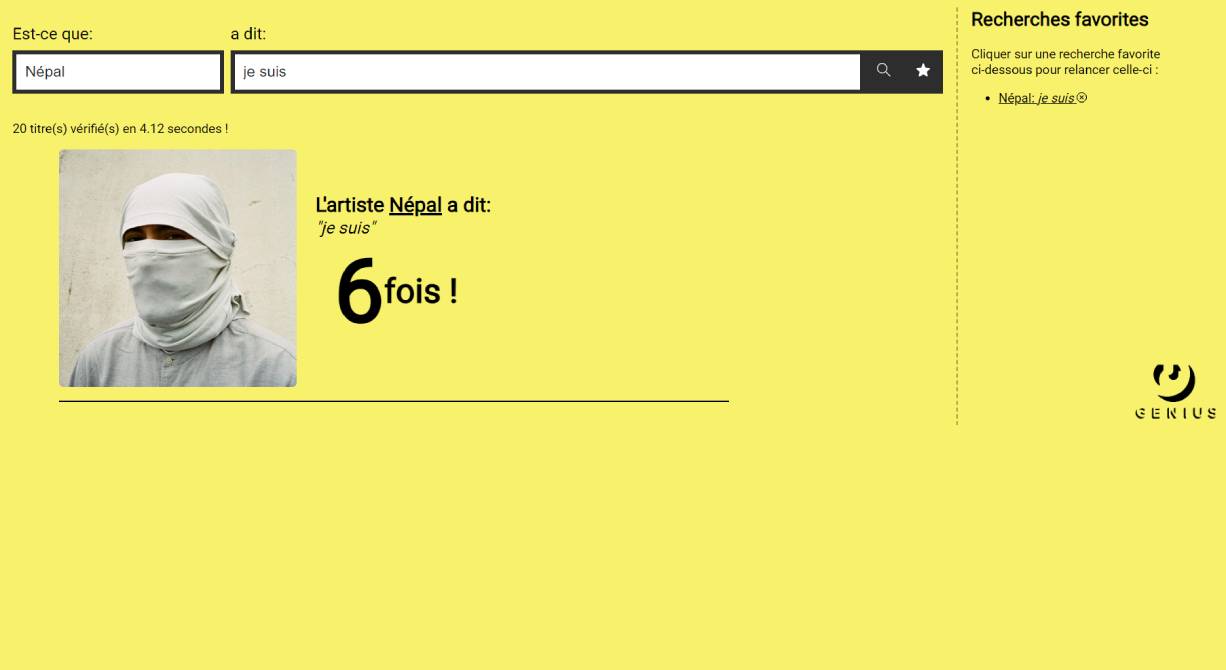 Est-ce que:
a dit:
Népal
je suis
20 titre(s) vérifié(s) en 4.12 secondes !
L'artiste Népal a dit:
"je suis"
6 fois !
Recherches favorites
Cliquer sur une recherche favorite
ci-dessous pour relancer celle-ci :
Népal: je suis
GENIUS